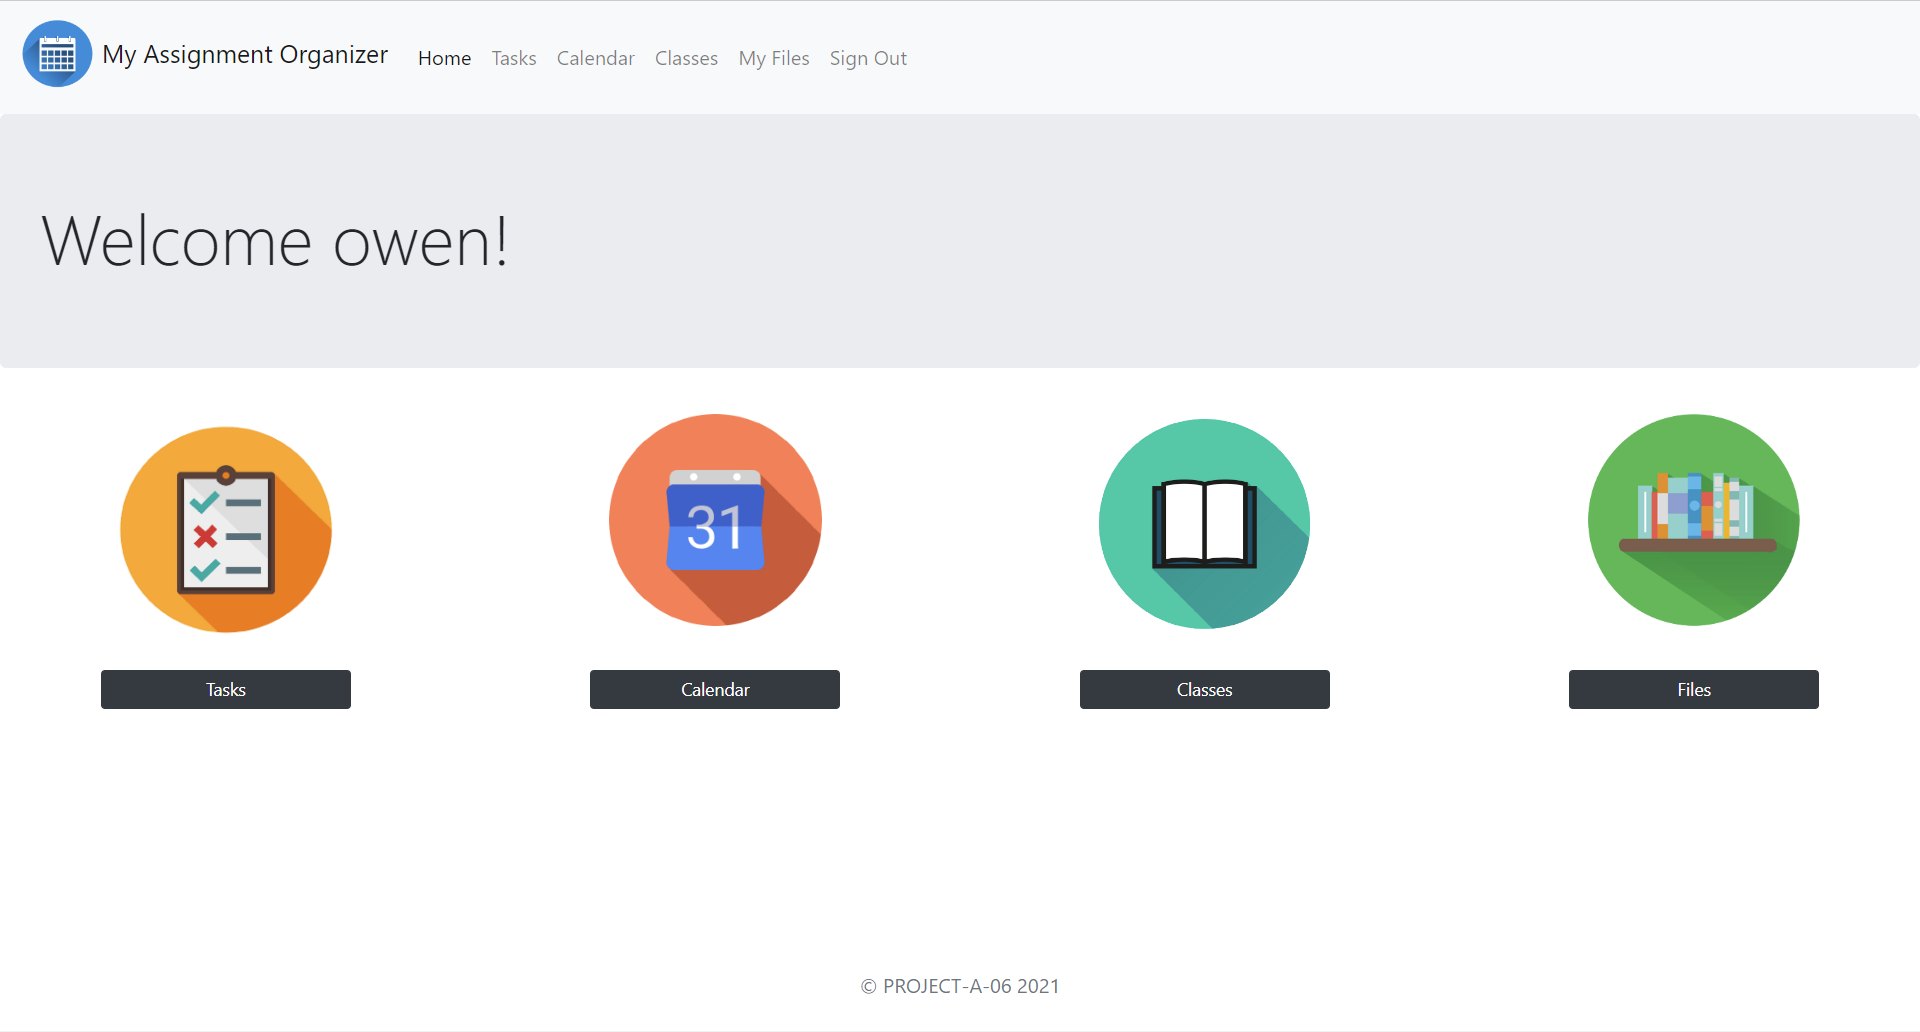 My Assignment Organizer Home Tasks Calendar Classes My Files Sign Out
Welcome owen!
31
Tasks Calendar Classes Files
© PROJECT-A-06 2021